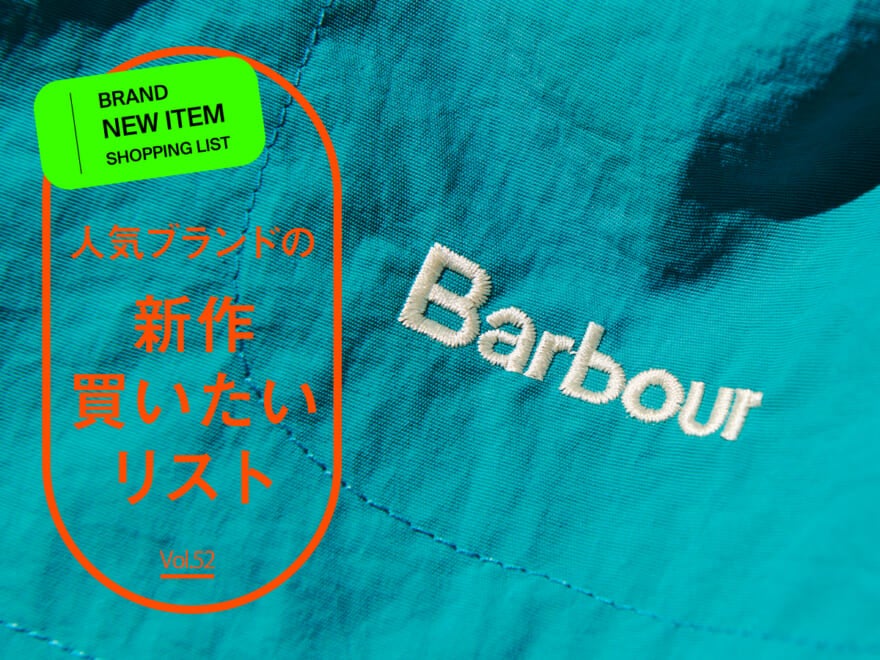 BRAND
NEW ITEM
SHOPPING LIST
人気ブランドの
新作
買いたい
リスト
Vol.52
Barbour